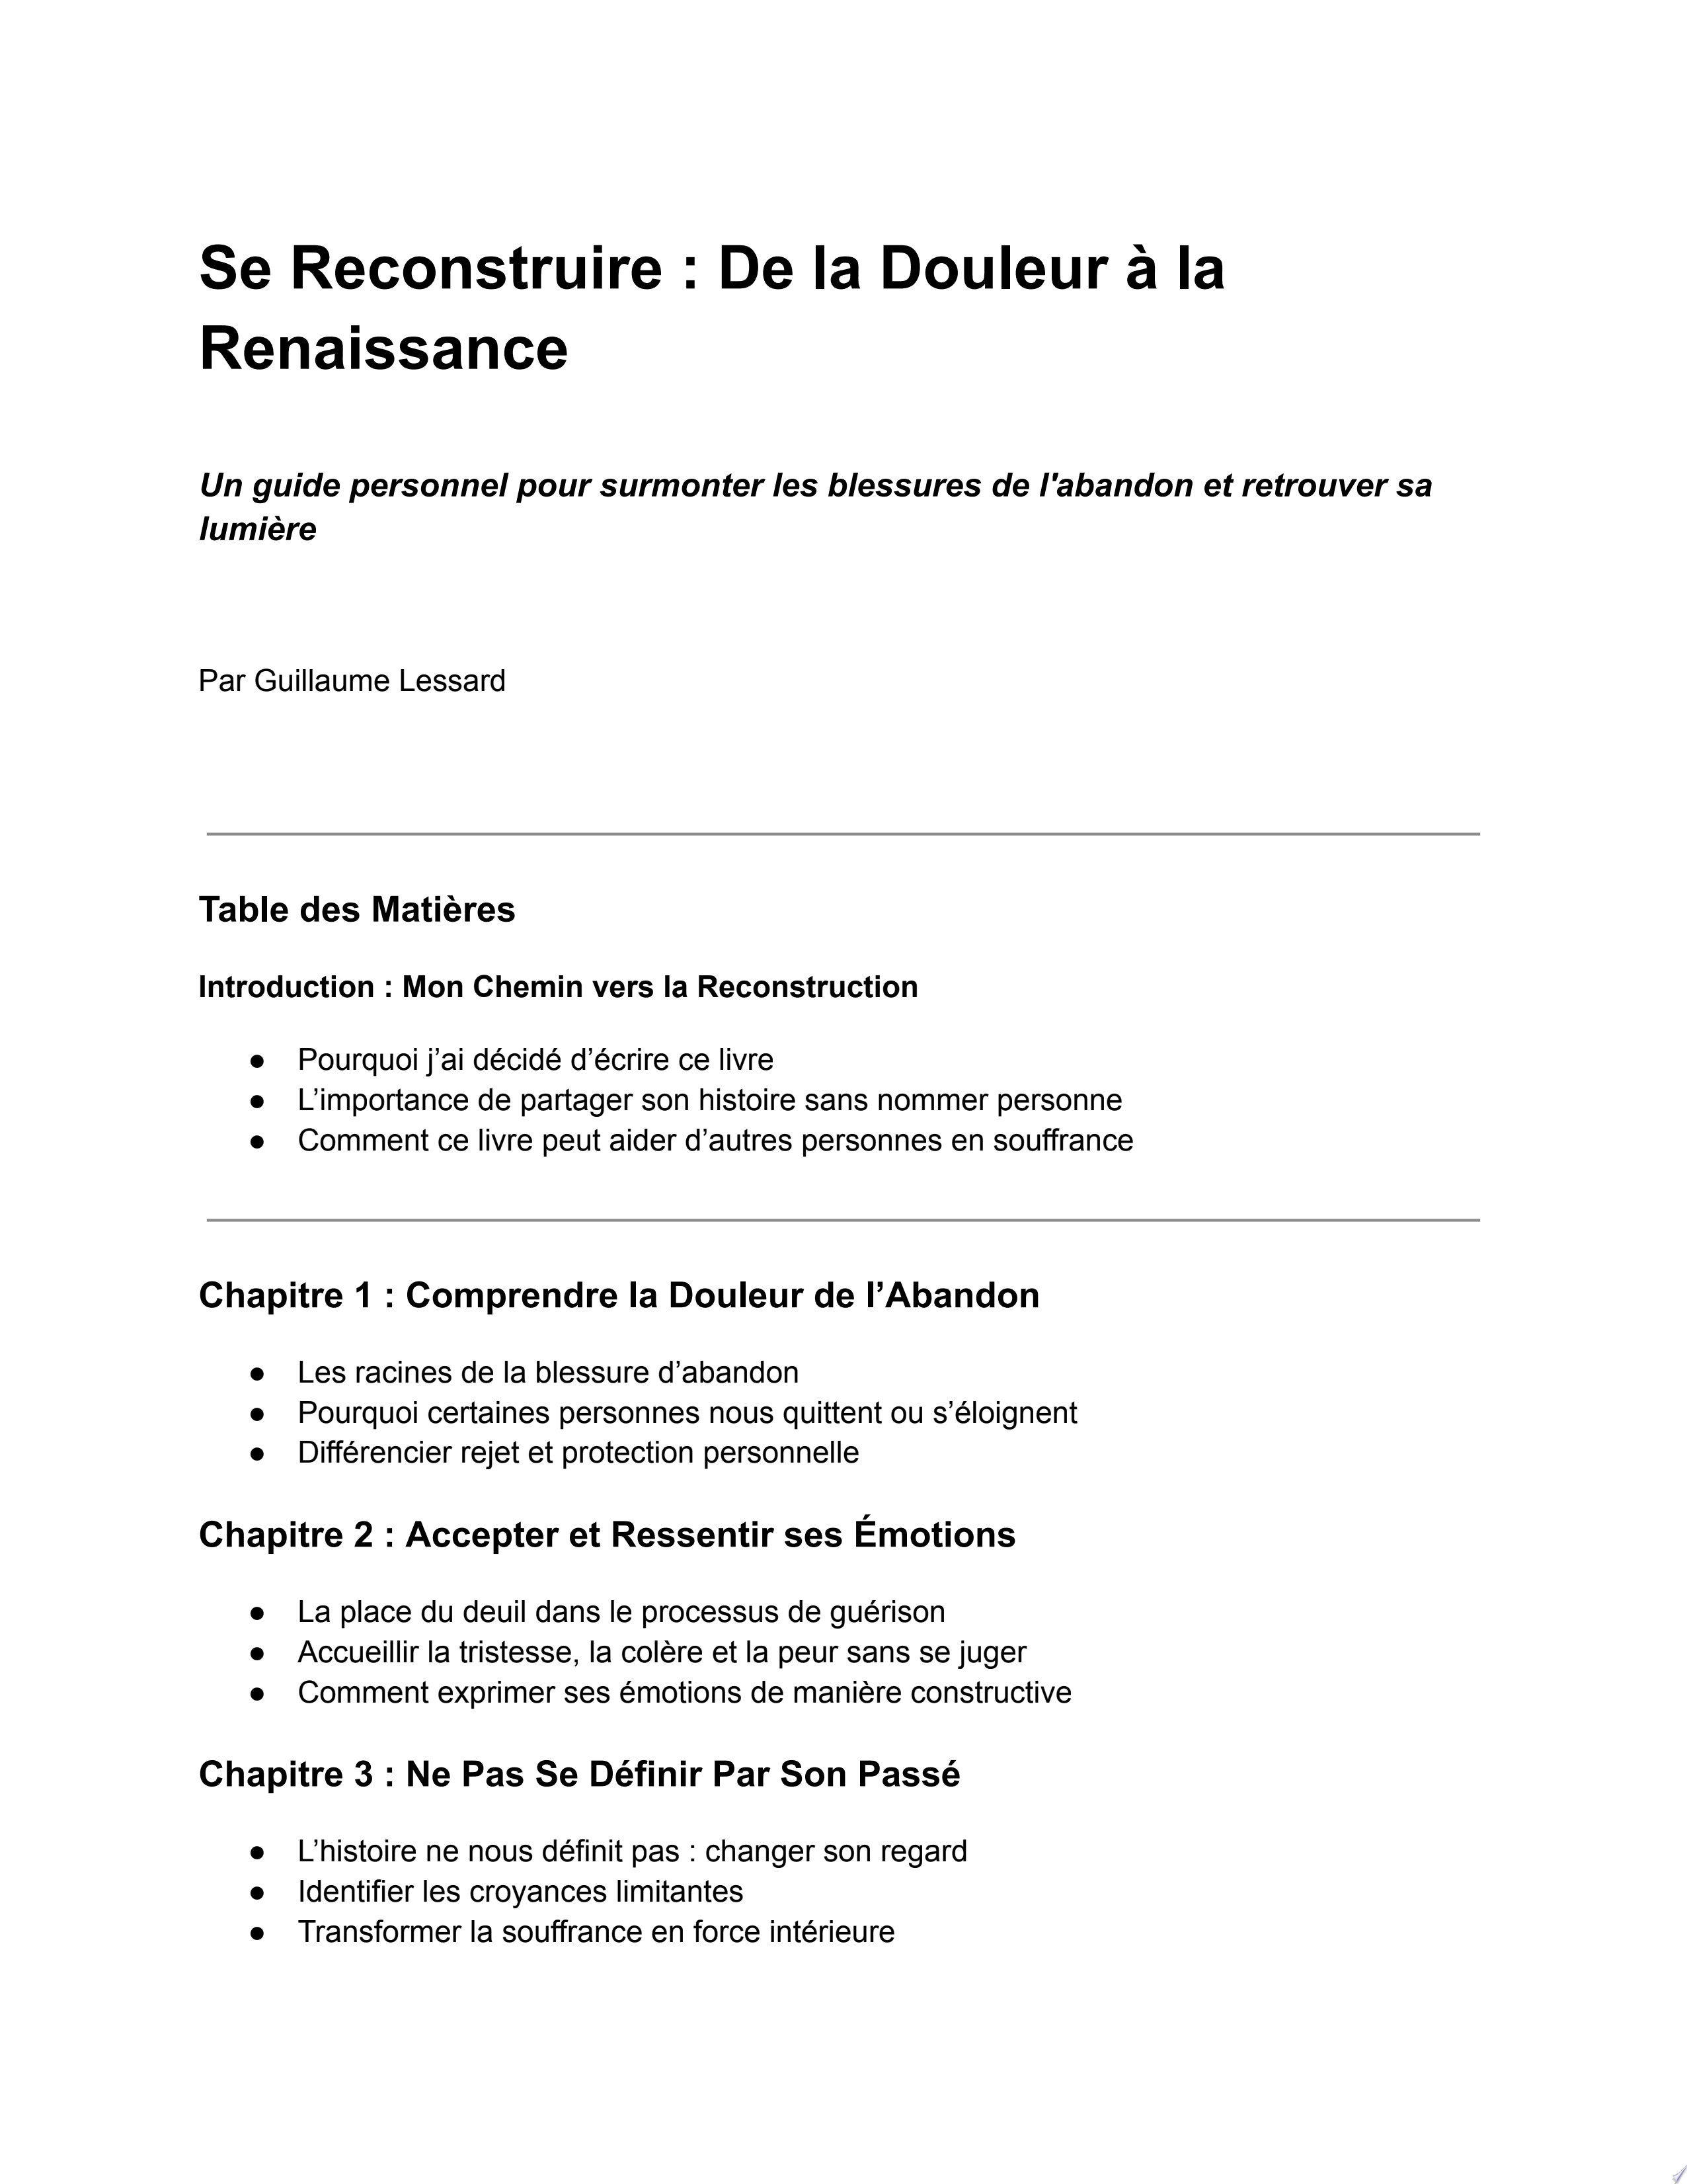 Se Reconstruire : De la Douleur à la
Renaissance
Un guide personnel pour surmonter les blessures de l'abandon et retrouver sa
lumière
Par Guillaume Lessard
Table des Matières
Introduction : Mon Chemin vers la Reconstruction
● Pourquoi j’ai décidé d’écrire ce livre
● L’importance de partager son histoire sans nommer personne
● Comment ce livre peut aider d’autres personnes en souffrance
Chapitre 1 : Comprendre la Douleur de l’Abandon
● Les racines de la blessure d’abandon
● Pourquoi certaines personnes nous quittent ou s’éloignent
● Différencier rejet et protection personnelle
Chapitre 2 : Accepter et Ressentir ses Émotions
● La place du deuil dans le processus de guérison
● Accueillir la tristesse, la colère et la peur sans se juger
● Comment exprimer ses émotions de manière constructive
Chapitre 3 : Ne Pas Se Définir Par Son Passé
● L’histoire ne nous définit pas : changer son regard
● Identifier les croyances limitantes
● Transformer la souffrance en force intérieure